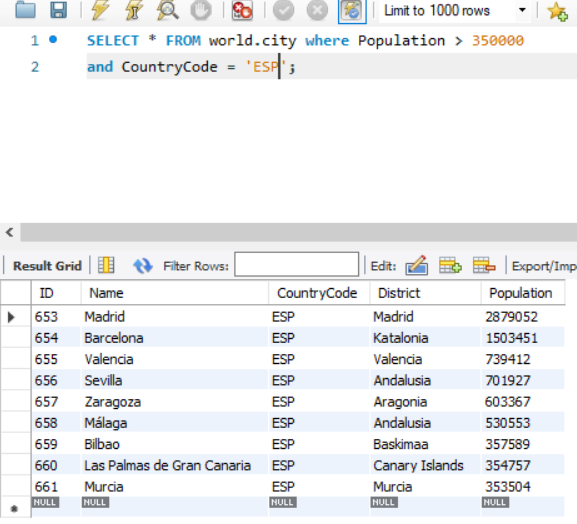 Limit to 1000 rows
1 SELECT * FROM world.city where Population > 350000
2 and CountryCode = 'ESP';
Result Grid Filter Rows: Edit: Export/Imp
ID Name CountryCode District Population
653 Madrid ESP Madrid 2879052
654 Barcelona ESP Katalonia 1503451
655 Valencia ESP Valencia 739412
656 Sevilla ESP Andalusia 701927
657 Zaragoza ESP Aragonia 603367
658 Málaga ESP Andalusia 530553
659 Bilbao ESP Baskimaa 357589
660 Las Palmas de Gran Canaria ESP Canary Islands 354757
661 Murcia ESP Murcia 353504
NULL NULL NULL NULL NULL